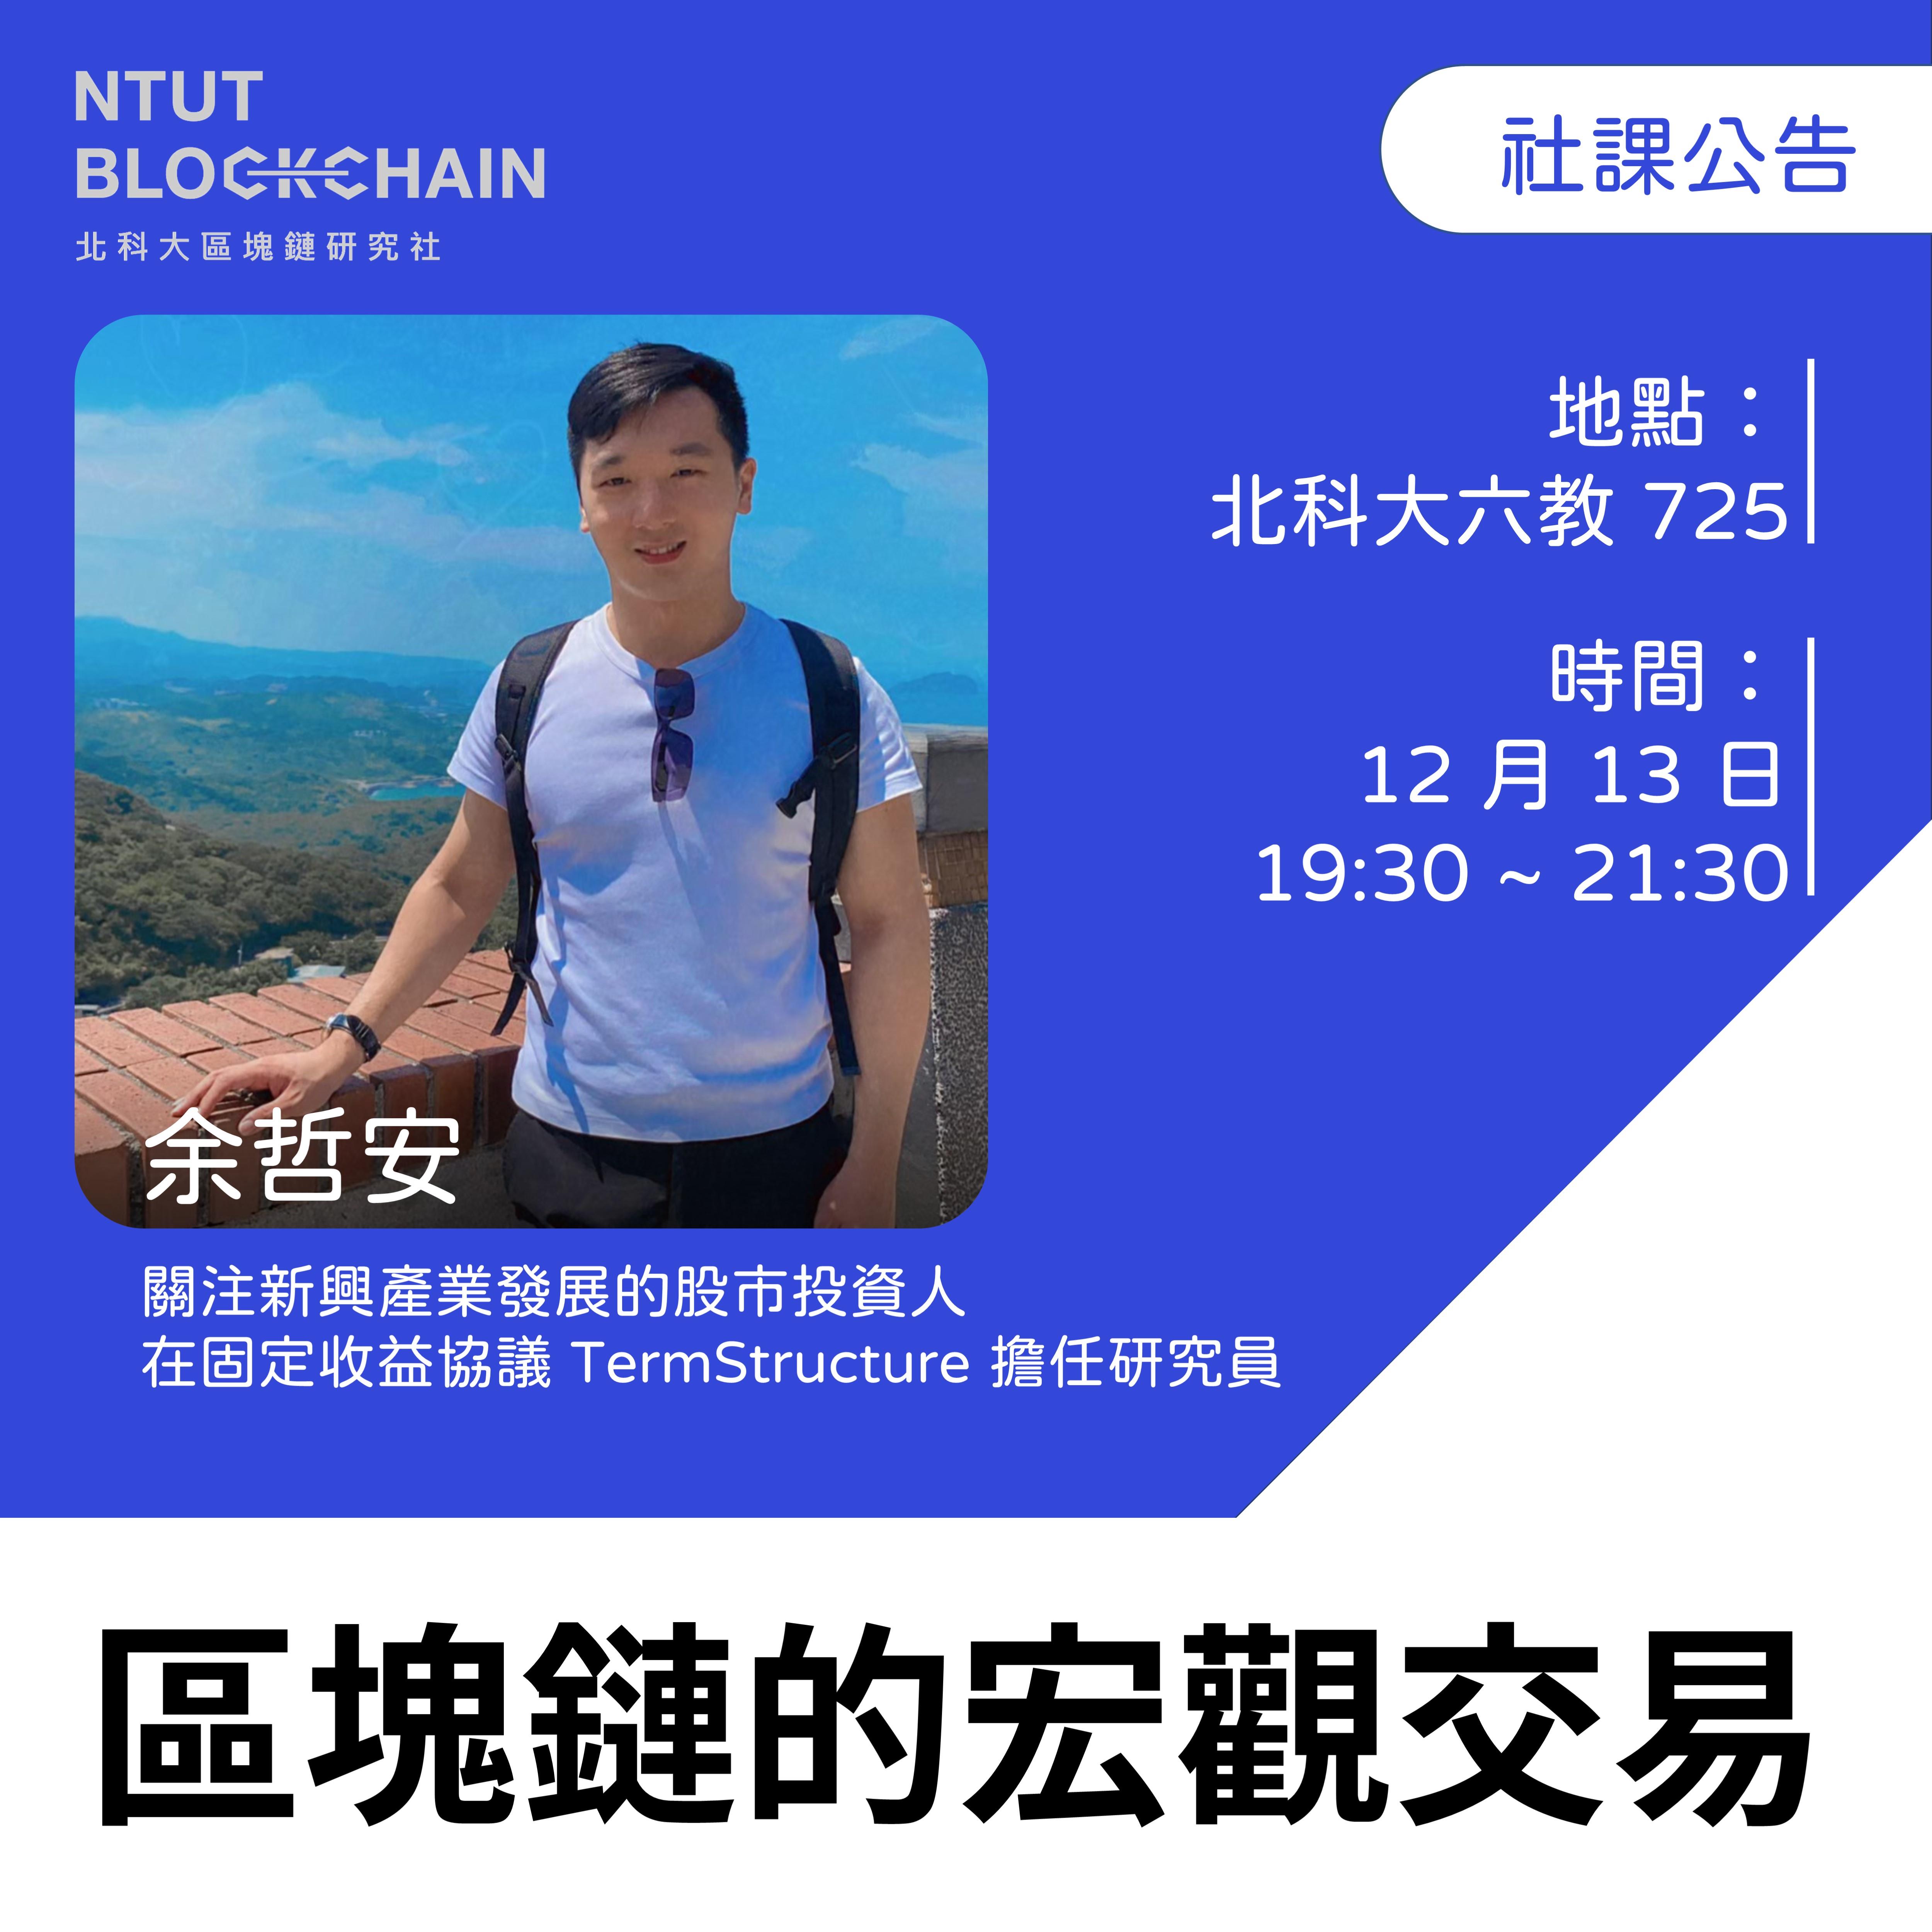 NTUT
BLOCKCHAIN
北科大區塊鏈研究社
社課公告
地點：
北科大六教 725
時間：
12 月 13 日
19:30 ~ 21:30
余哲安
關注新興產業發展的股市投資人
在固定收益協議 TermStructure 擔任研究員
區塊鏈的宏觀交易